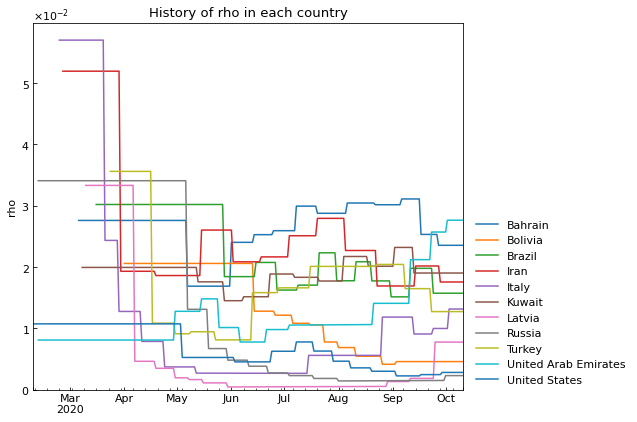 History of rho in each country
×10⁻²
5
4
3
2
1
0
rho
Mar Apr May Jun Jul Aug Sep Oct
2020
Bahrain
Bolivia
Brazil
Iran
Italy
Kuwait
Latvia
Russia
Turkey
United Arab Emirates
United States